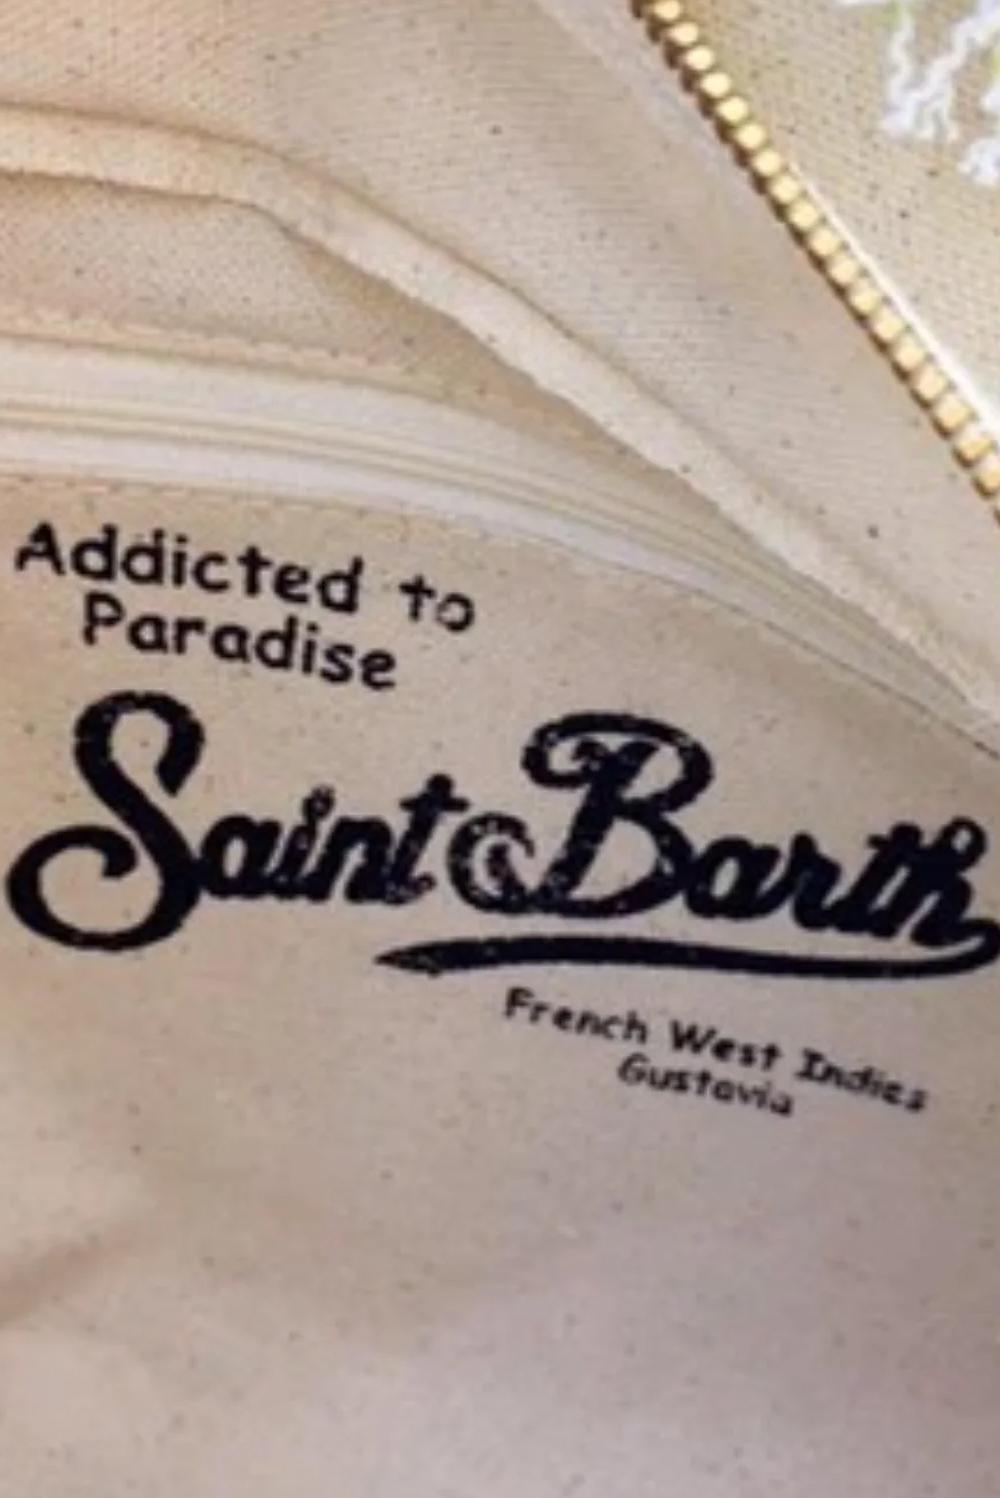 Addicted to
Paradise
Saint Barth
French West Indies
Gustavia